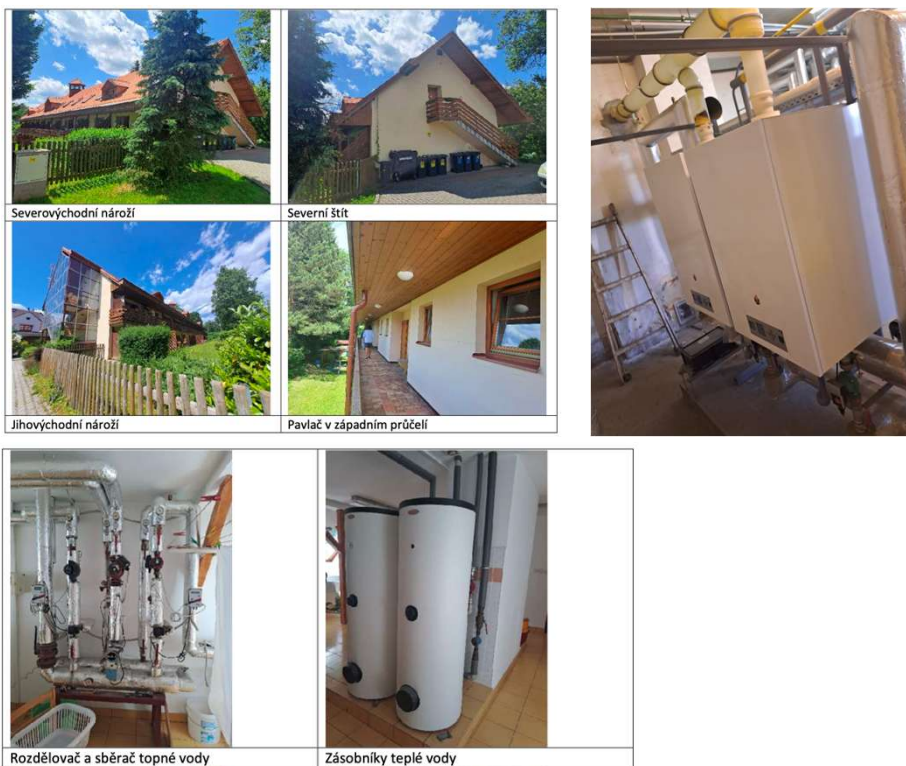 Severovýchodní nároží
Severní štít
Jihovýchodní nároží
Pavlač v západním průčelí
Rozdělovač a sběrač topné vody
Zásobníky teplé vody